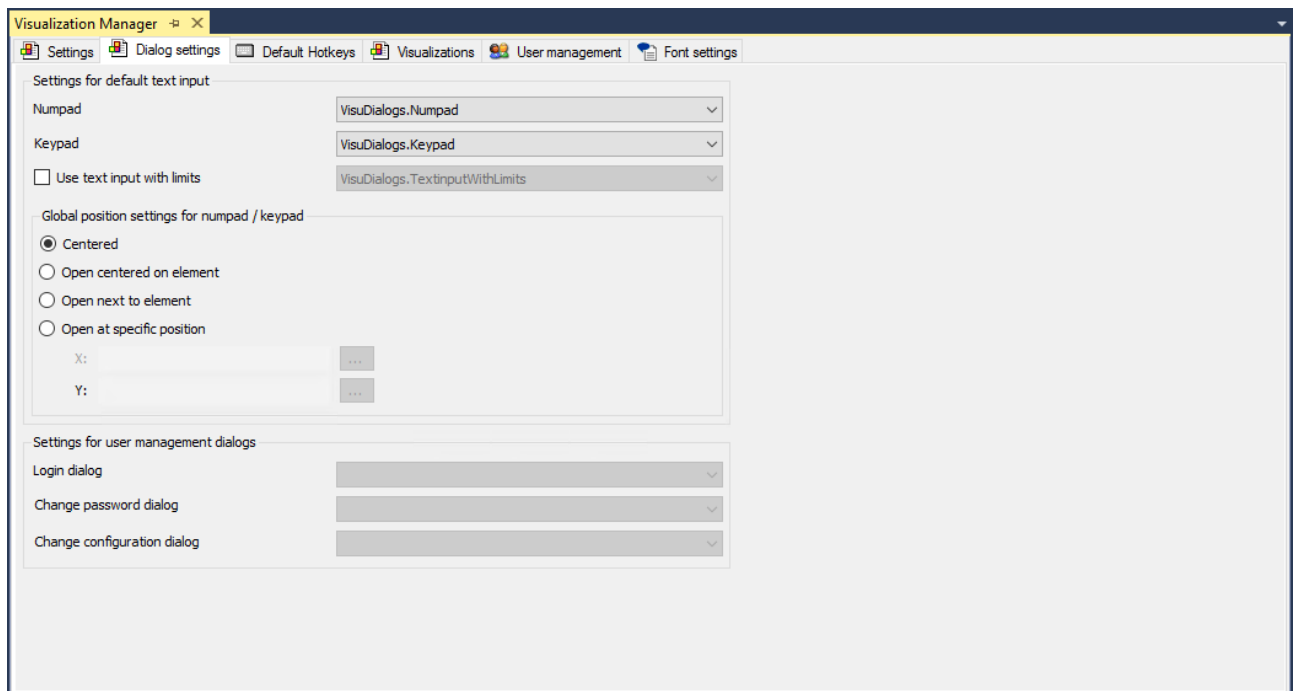 Visualization Manager
Settings Dialog settings Default Hotkeys Visualizations User management Font settings
Settings for default text input
Numpad VisuDialogs.Numpad
Keypad VisuDialogs.Keypad
Use text input with limits VisuDialogs.TextinputWithLimits
Global position settings for numpad / keypad
Centered
Open centered on element
Open next to element
Open at specific position
X: ...
Y: ...
Settings for user management dialogs
Login dialog
Change password dialog
Change configuration dialog